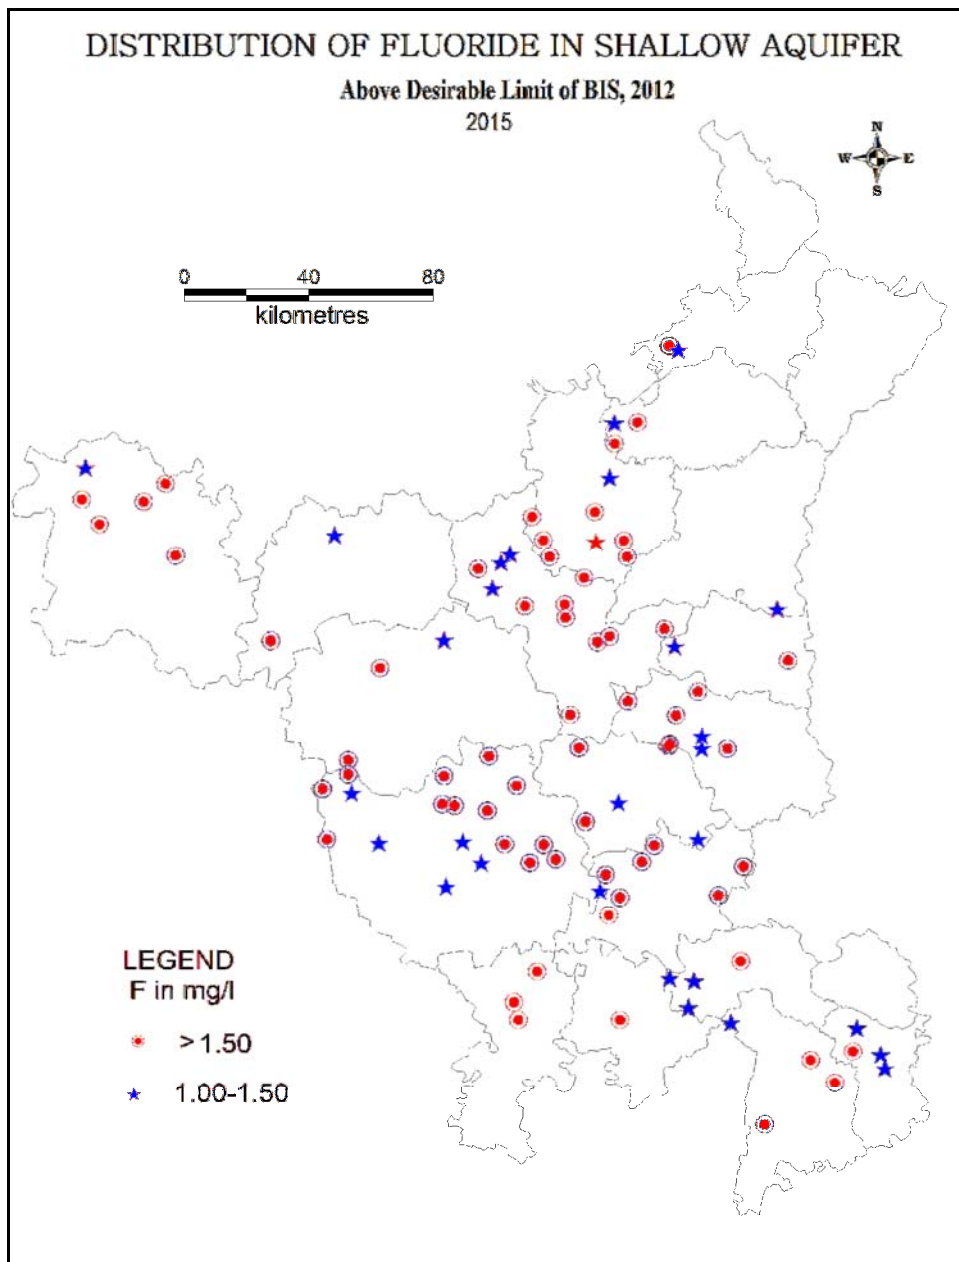 DISTRIBUTION OF FLUORIDE IN SHALLOW AQUIFER
Above Desirable Limit of BIS, 2012
2015
N
W E
S
0 40 80
kilometres
LEGEND
F in mg/l
>1.50
1.00-1.50